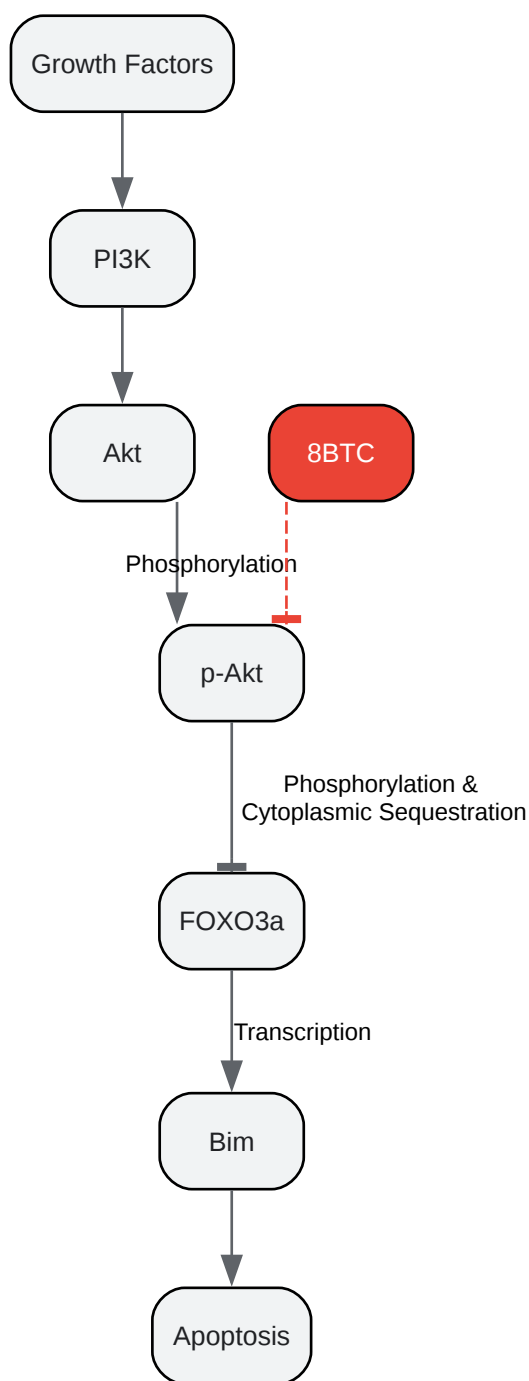 Growth Factors
PI3K
Akt
8BTC
Phosphorylation
p-Akt
Phosphorylation &
Cytoplasmic Sequestration
FOXO3a
Transcription
Bim
Apoptosis